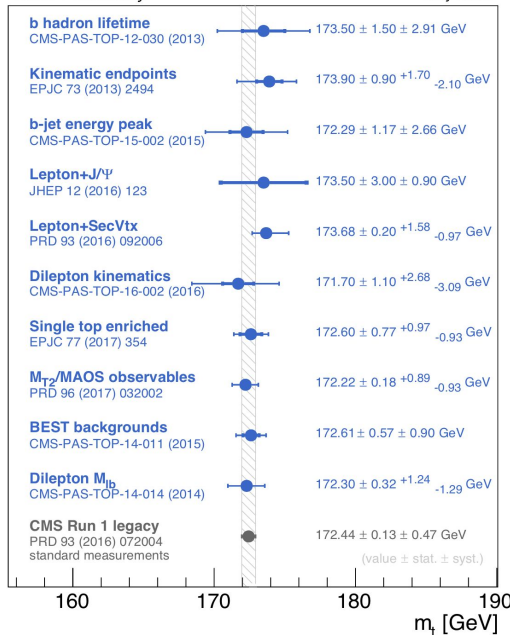 b hadron lifetime
CMS-PAS-TOP-12-030 (2013)
173.50 ± 1.50 ± 2.91 GeV
Kinematic endpoints
EPJC 73 (2013) 2494
173.90 ± 0.90 +1.70 -2.10 GeV
b-jet energy peak
CMS-PAS-TOP-15-002 (2015)
172.29 ± 1.17 ± 2.66 GeV
Lepton+J/Ψ
JHEP 12 (2016) 123
173.50 ± 3.00 ± 0.90 GeV
Lepton+SecVtx
PRD 93 (2016) 092006
173.68 ± 0.20 +1.58 -0.97 GeV
Dilepton kinematics
CMS-PAS-TOP-16-002 (2016)
171.70 ± 1.10 +2.68 -3.09 GeV
Single top enriched
EPJC 77 (2017) 354
172.60 ± 0.77 +0.97 -0.93 GeV
MT2/MAOS observables
PRD 96 (2017) 032002
172.22 ± 0.18 +0.89 -0.93 GeV
BEST backgrounds
CMS-PAS-TOP-14-011 (2015)
172.61 ± 0.57 ± 0.90 GeV
Dilepton Mlb
CMS-PAS-TOP-14-014 (2014)
172.30 ± 0.32 +1.24 -1.29 GeV
CMS Run 1 legacy
PRD 93 (2016) 072004
standard measurements
172.44 ± 0.13 ± 0.47 GeV
(value ± stat. ± syst.)
160 170 180 190
mt [GeV]